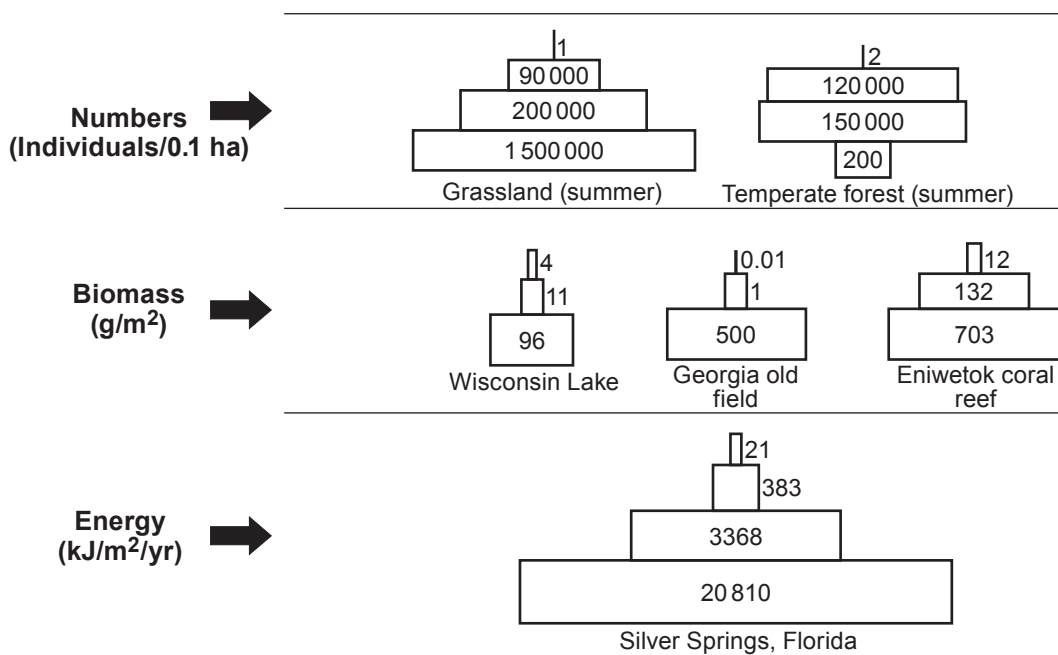 Numbers
(Individuals/0.1 ha)
1
90 000
200 000
1 500 000
Grassland (summer)
2
120 000
150 000
200
Temperate forest (summer)
Biomass
(g/m2)
4
11
96
Wisconsin Lake
0.01
1
500
Georgia old
field
12
132
703
Eniwetok coral
reef
Energy
(kJ/m2/yr)
21
383
3368
20 810
Silver Springs, Florida